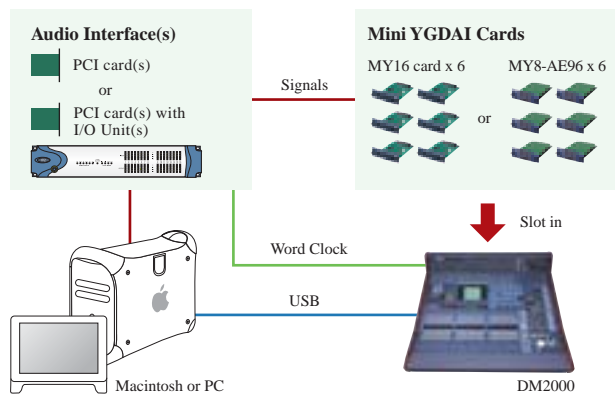 Audio Interface(s)
PCI card(s)
or
PCI card(s) with
I/O Unit(s)
Signals
Mini YGDAI Cards
MY16 card x 6
MY8-AE96 x 6
or
Slot in
Word Clock
USB
Macintosh or PC
DM2000